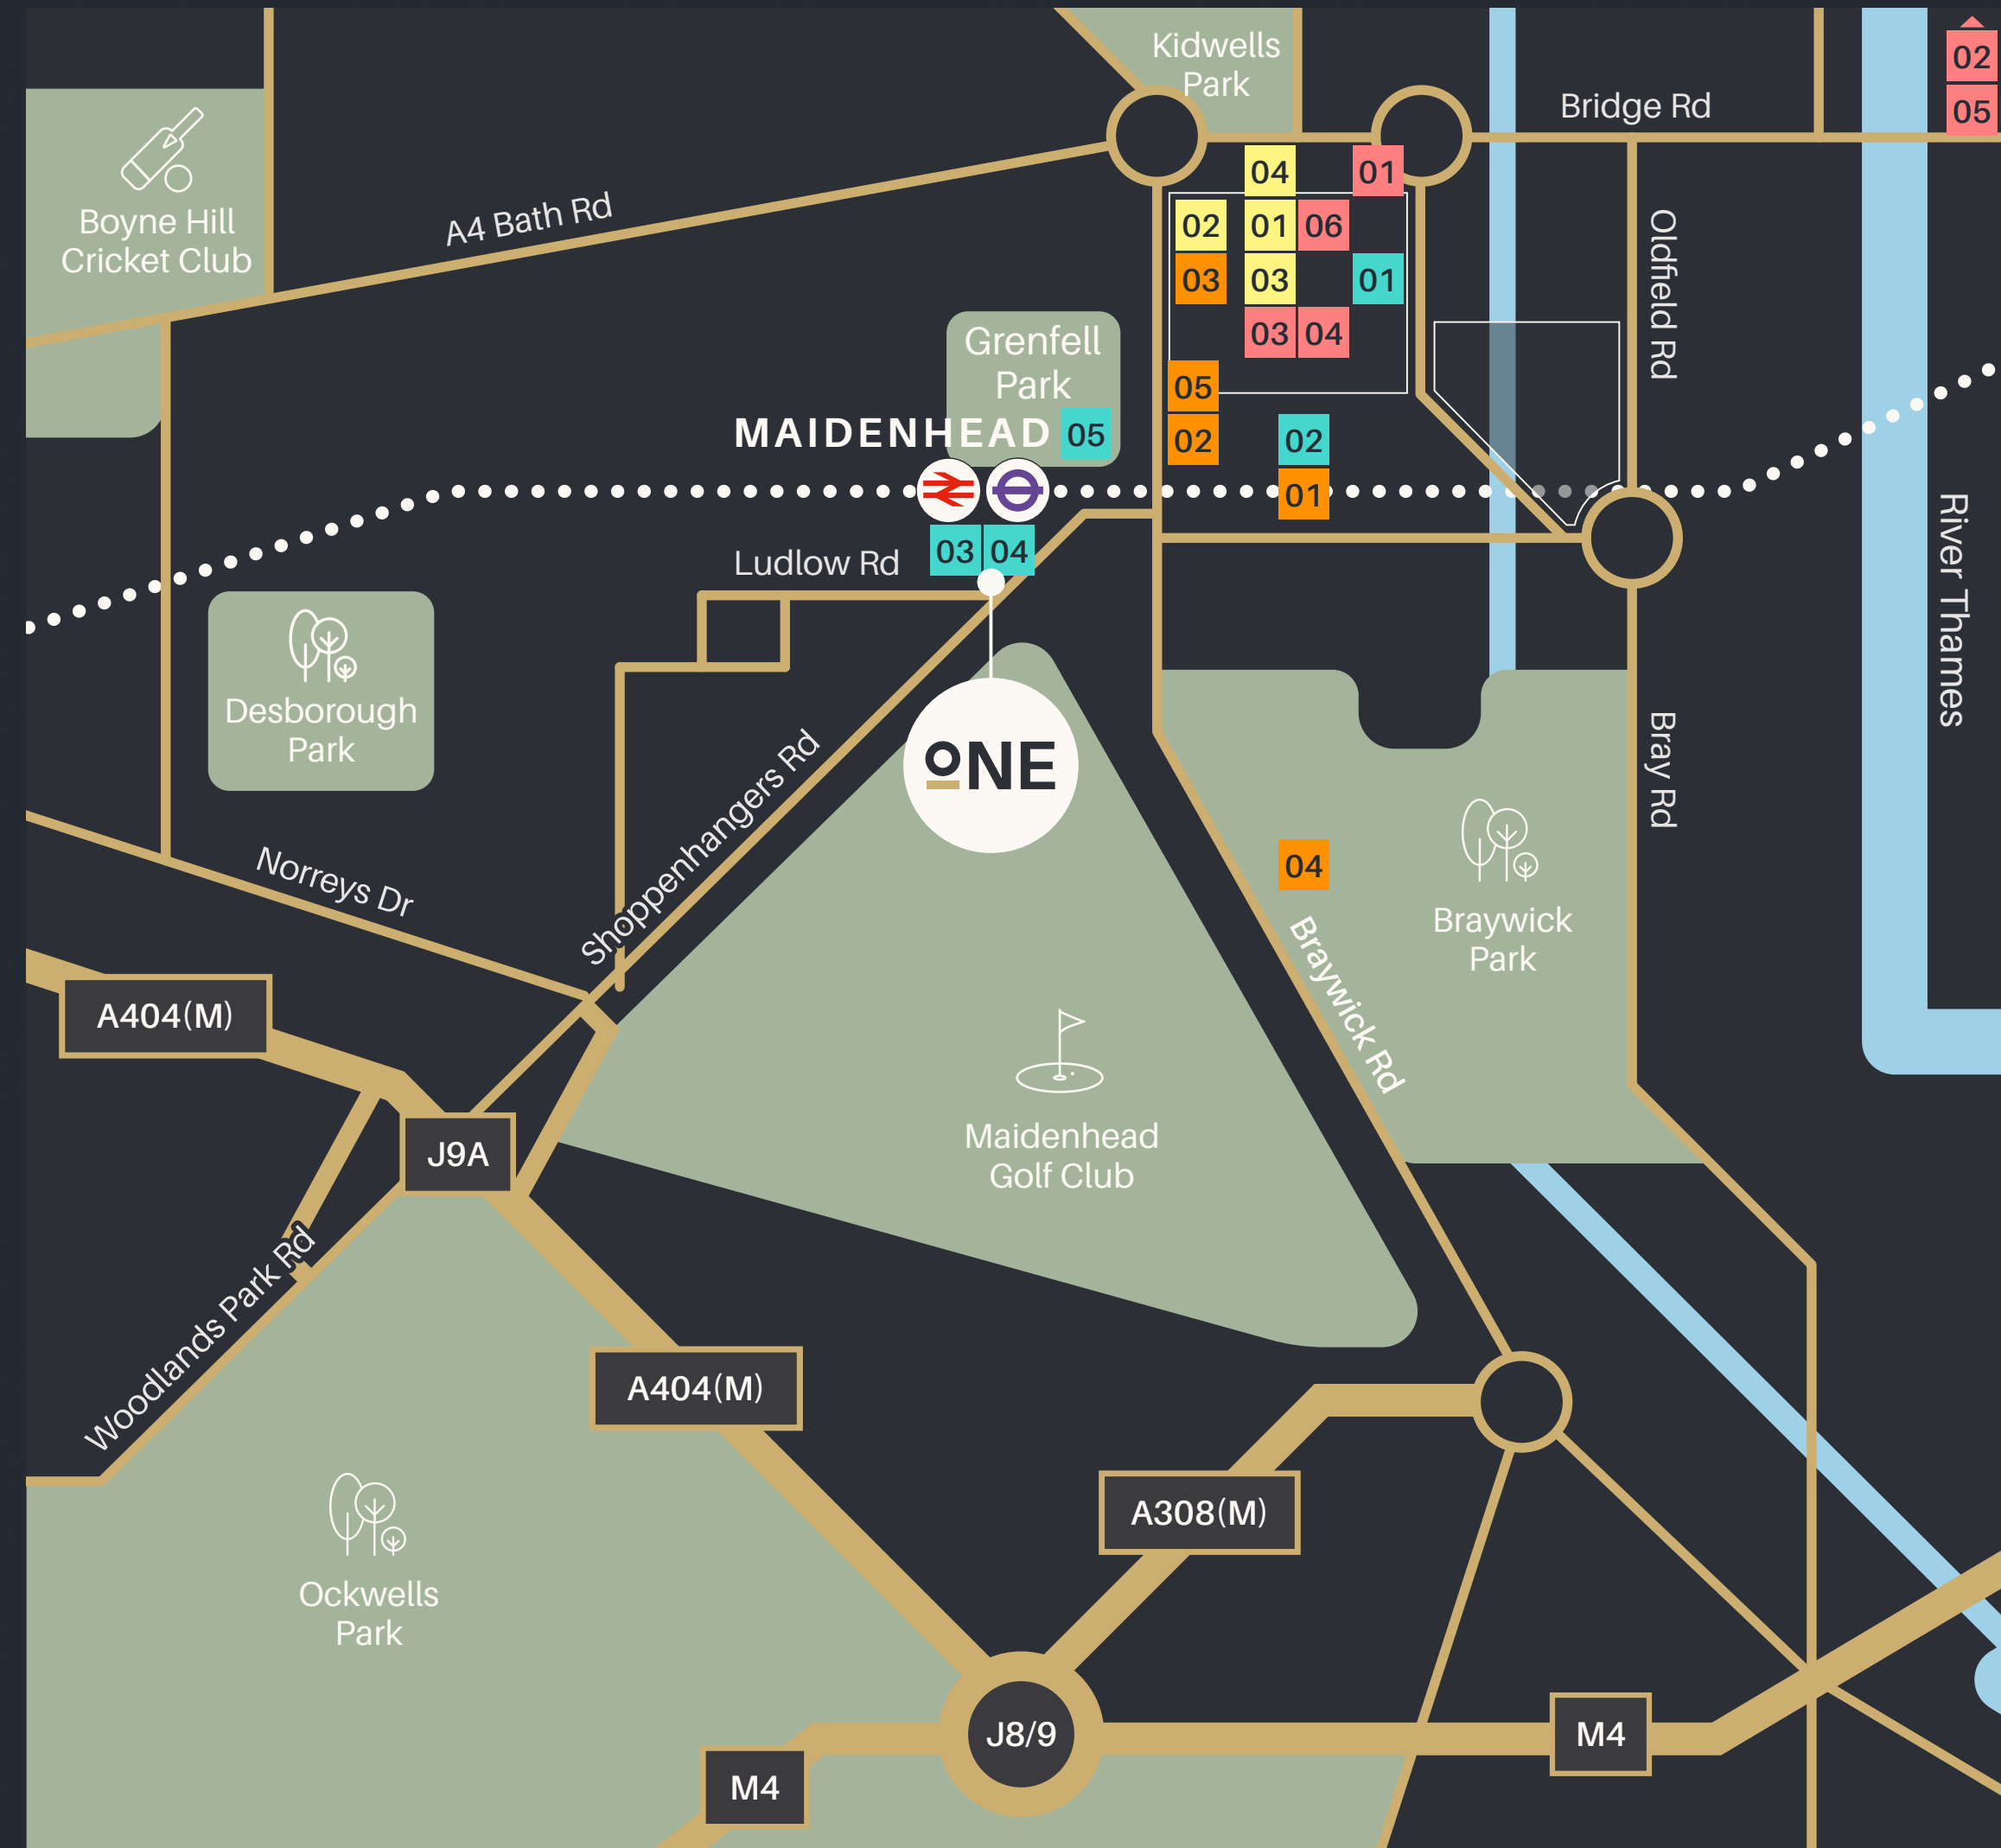 Kidwells
Park
02
05
Bridge Rd
Boyne Hill
Cricket Club
A4 Bath Rd
04
01
02
01
06
03
03
01
03
04
Oldfield Rd
Grenfell
Park
05
MAIDENHEAD
05
02
02
01
Ludlow Rd
03
04
River Thames
Desborough
Park
ONE
Shoppenhangers Rd
Bray Rd
Norreys Dr
04
Braywick
Park
Braywick Rd
A404(M)
J9A
Maidenhead
Golf Club
Woodlands Park Rd
A404(M)
A308(M)
Ockwells
Park
J8/9
M4
M4